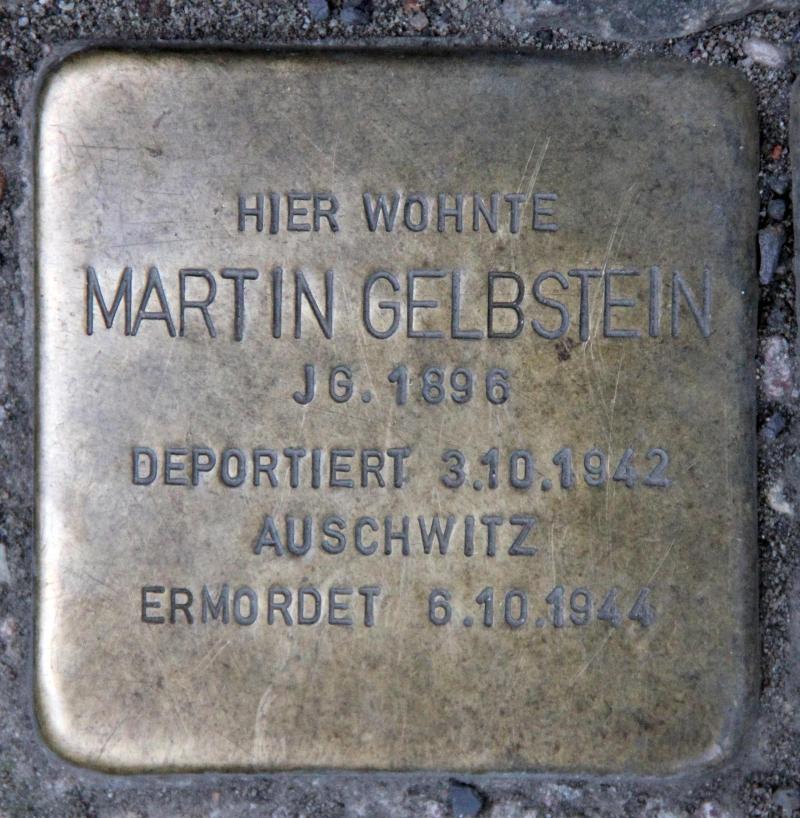 HIER WOHNTE
MARTIN GELBSTEIN
JG. 1896
DEPORTIERT 3.10.1942
AUSCHWITZ
ERMORDET 6.10.1944